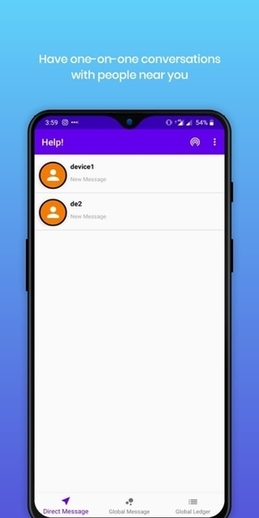 Have one-on-one conversations
with people near you
3:59
54%
Help!
device1
New Message
de2
New Message
Direct Message
Global Message
Global Ledger